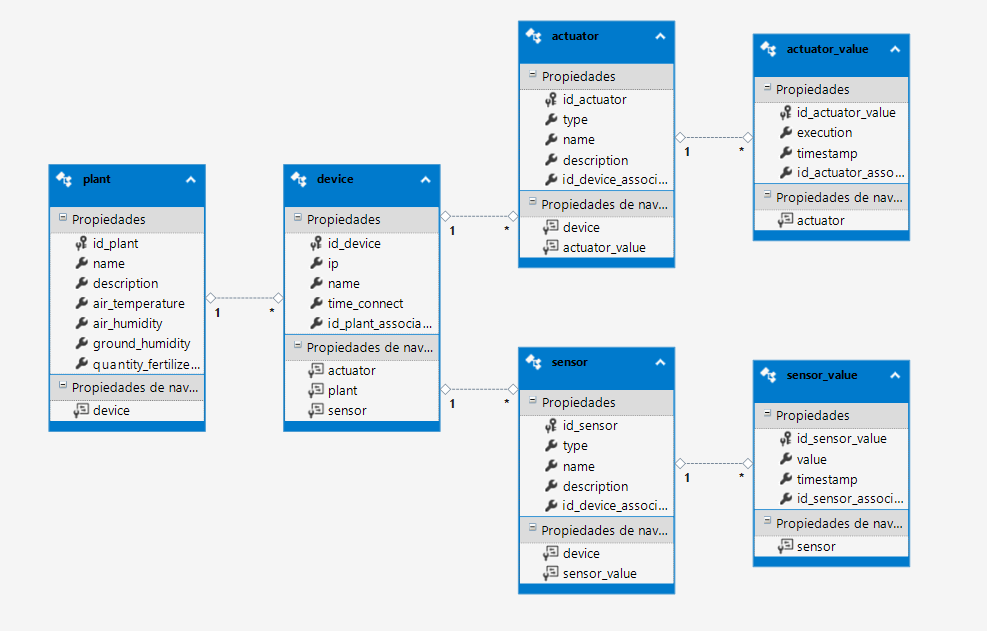 plant
Propiedades
id_plant
name
description
air_temperature
air_humidity
ground_humidity
quantity_fertilize...
Propiedades de nav...
device
1
*
device
Propiedades
id_device
ip
name
time_connect
id_plant_associa...
Propiedades de nav...
actuator
plant
sensor
1
*
1
*
actuator
Propiedades
id_actuator
type
name
description
id_device_associ...
Propiedades de nav...
device
actuator_value
1
*
actuator_value
Propiedades
id_actuator_value
execution
timestamp
id_actuator_asso...
Propiedades de nav...
actuator
sensor
Propiedades
id_sensor
type
name
description
id_device_associ...
Propiedades de nav...
device
sensor_value
1
*
sensor_value
Propiedades
id_sensor_value
value
timestamp
id_sensor_associ...
Propiedades de nav...
sensor